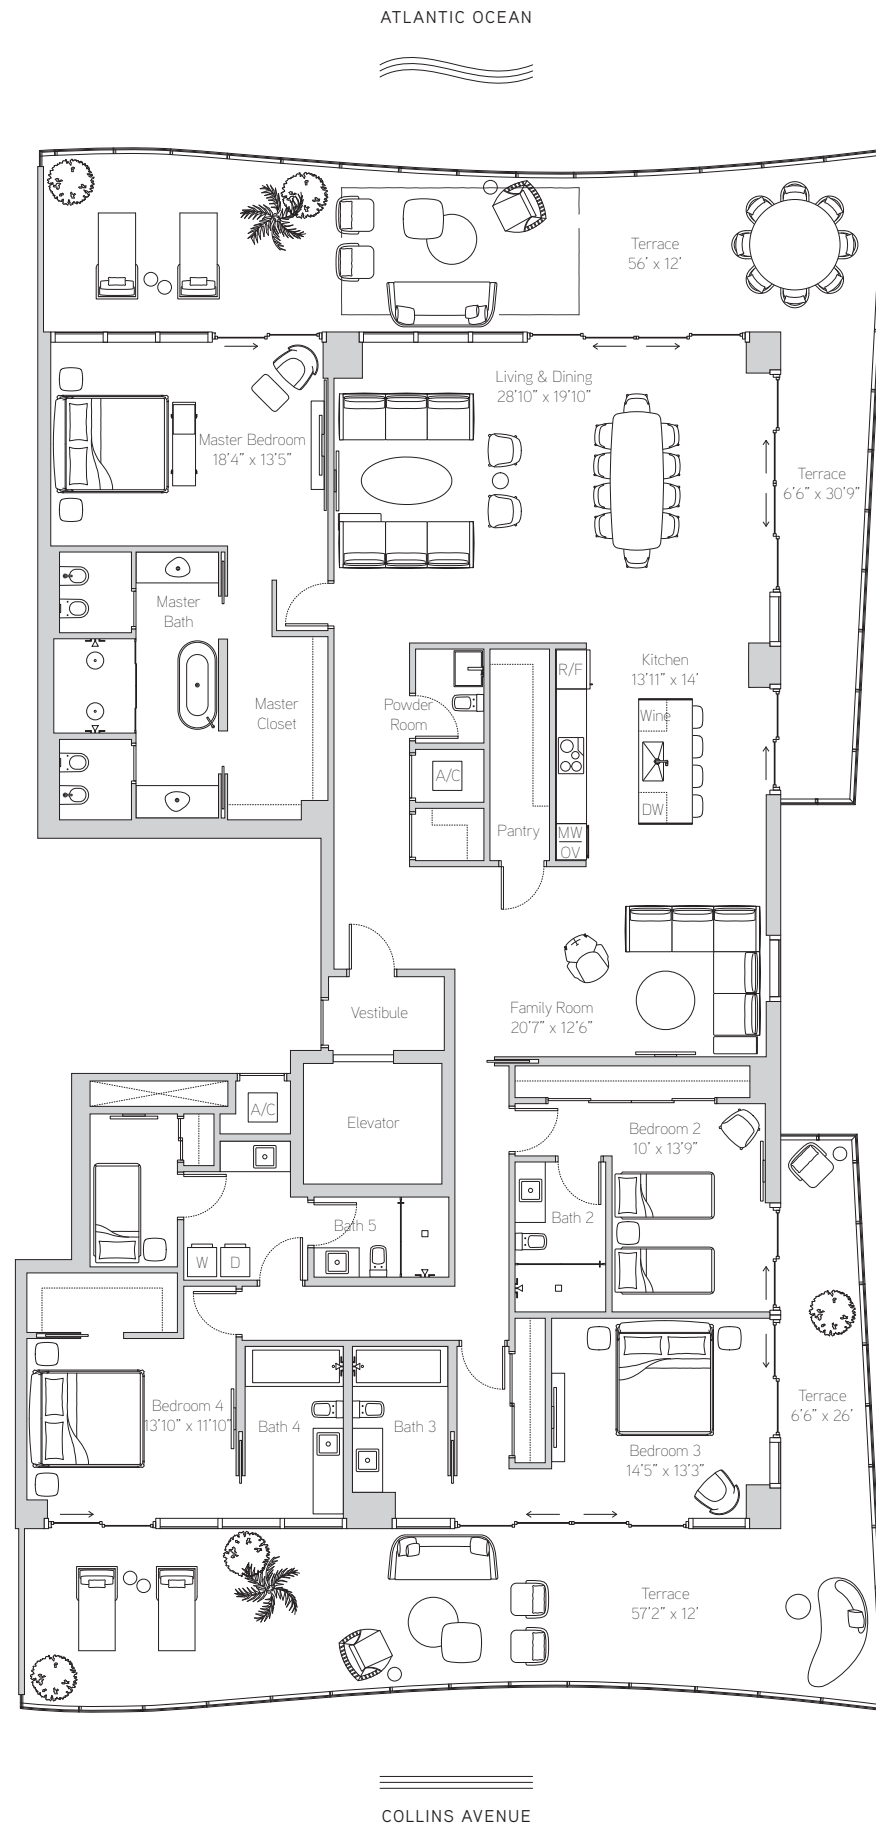 ATLANTIC OCEAN
Terrace
56' x 12'
Living & Dining
28'10" x 19'10"
Master Bedroom
18'4" x 13'5"
Terrace
6'6" x 30'9"
Master
Bath
Kitchen
13'11" x 14'
R/F
Master
Closet
Powder
Room
Wine
A/C
DW
Pantry
MW
OV
Family Room
20'7" x 12'6"
Vestibule
A/C
Elevator
Bedroom 2
10' x 13'9"
Bath 2
Bath 5
W
D
Bedroom 4
13'10" x 11'10"
Bath 4
Bath 3
Terrace
6'6" x 26'
Bedroom 3
14'5" x 13'3"
Terrace
57'2" x 12'
COLLINS AVENUE